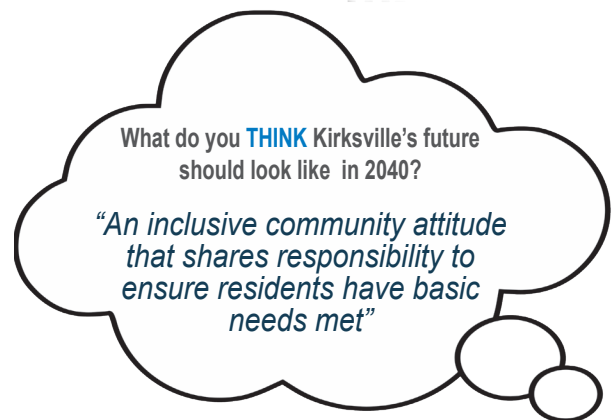 What do you THINK Kirksville's future
should look like in 2040?
“An inclusive community attitude
that shares responsibility to
ensure residents have basic
needs met”